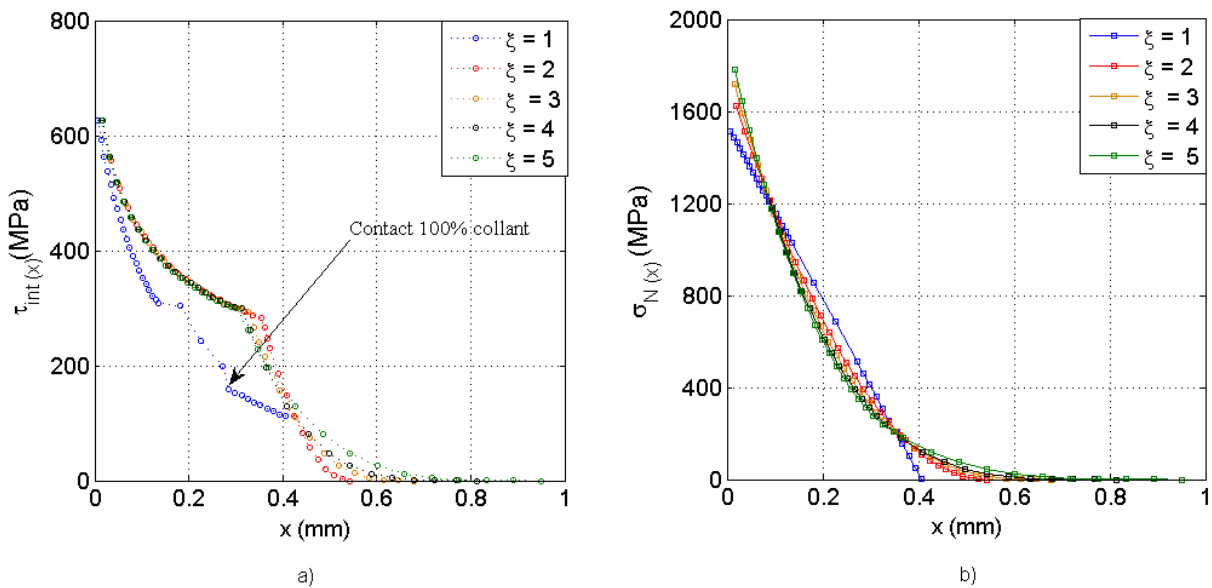 800
600
400
200
0
τint (x)(MPa)
ξ = 1
ξ = 2
ξ = 3
ξ = 4
ξ = 5
Contact 100% collant
0 0.2 0.4 0.6 0.8 1
x (mm)
a)
2000
1600
1200
800
400
0
σN (x)(MPa)
ξ = 1
ξ = 2
ξ = 3
ξ = 4
ξ = 5
0 0.2 0.4 0.6 0.8 1
x (mm)
b)